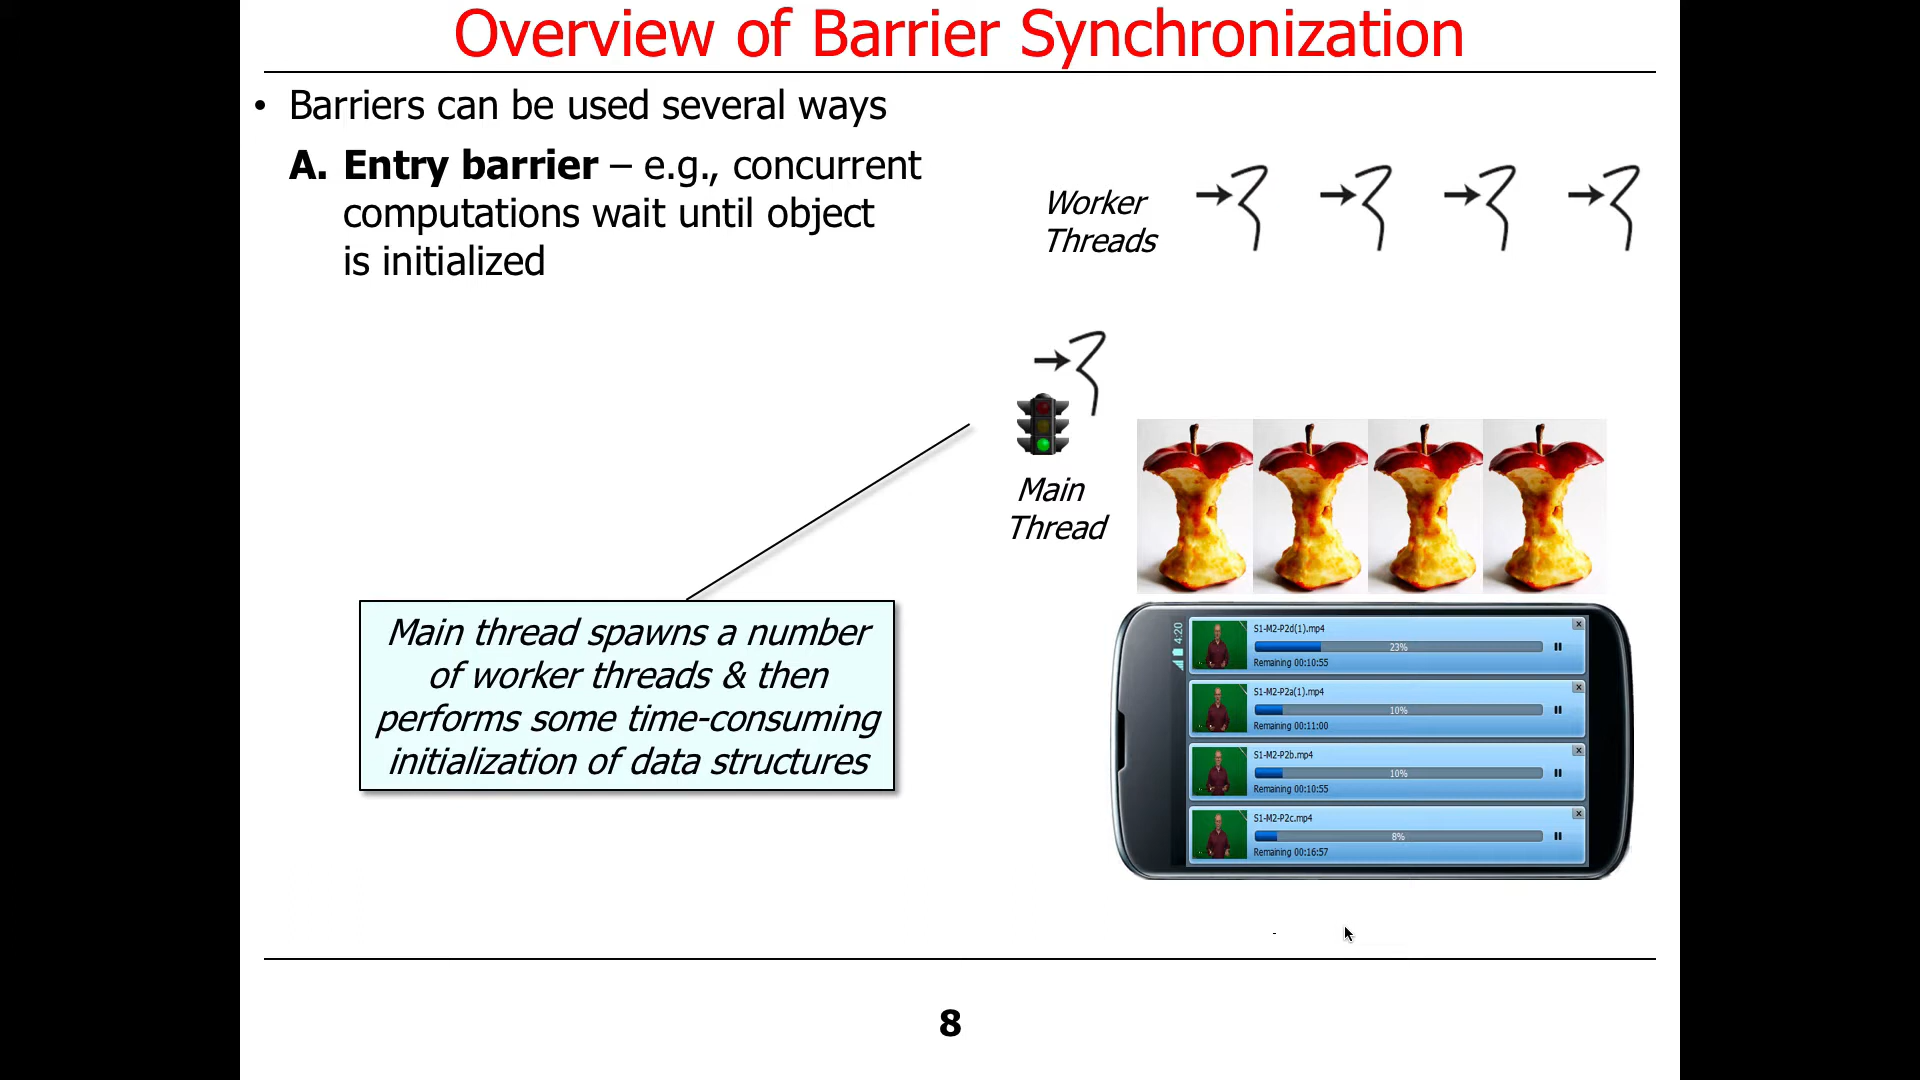 Overview of Barrier Synchronization
• Barriers can be used several ways
A. Entry barrier – e.g., concurrent
computations wait until object
is initialized
Worker
Threads
Main
Thread
Main thread spawns a number
of worker threads & then
performs some time-consuming
initialization of data structures
4:20
S1-M2-P2d(1).mp4
23%
Remaining 00:10:55
S1-M2-P2a(1).mp4
10%
Remaining 00:11:00
S1-M2-P2b.mp4
10%
Remaining 00:10:55
S1-M2-P2c.mp4
8%
Remaining 00:16:57
8